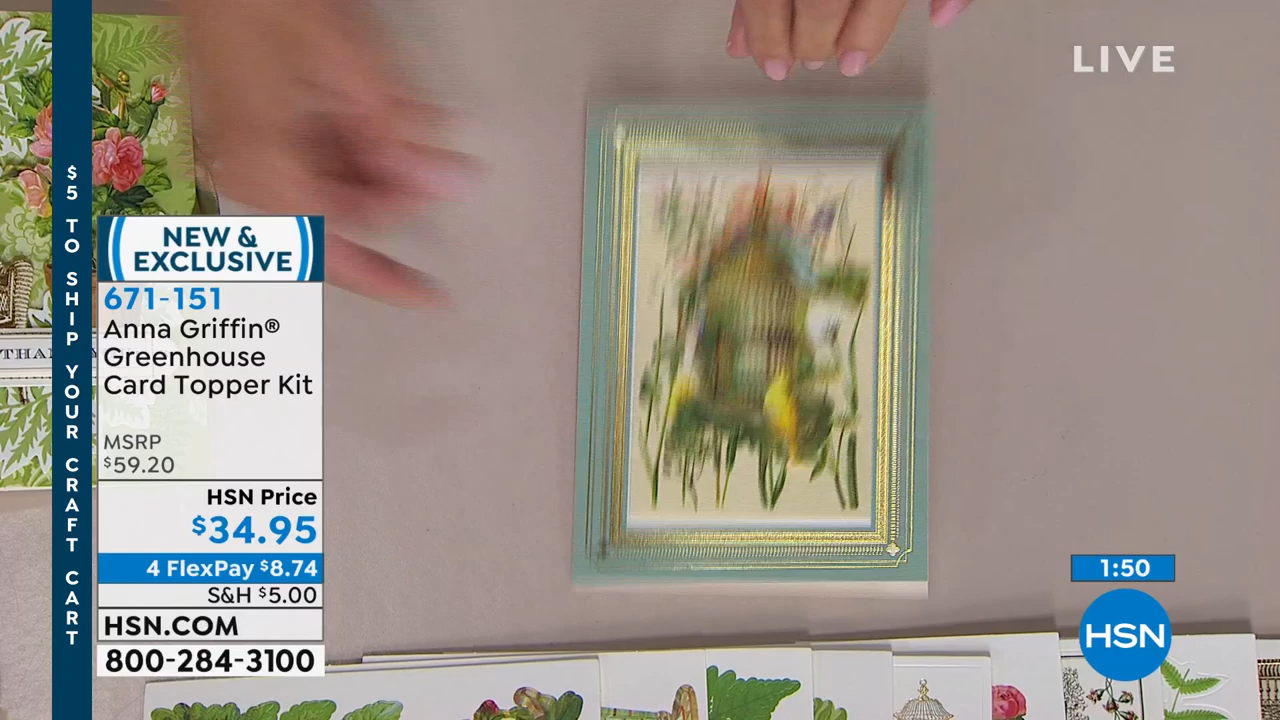 $5 TO SHIP YOUR CRAFT CART
LIVE
NEW &
EXCLUSIVE
671-151
Anna Griffin®
Greenhouse
Card Topper Kit
MSRP
$59.20
HSN Price
$34.95
4 FlexPay $8.74
S&H $5.00
HSN.COM
800-284-3100
1:50
HSN